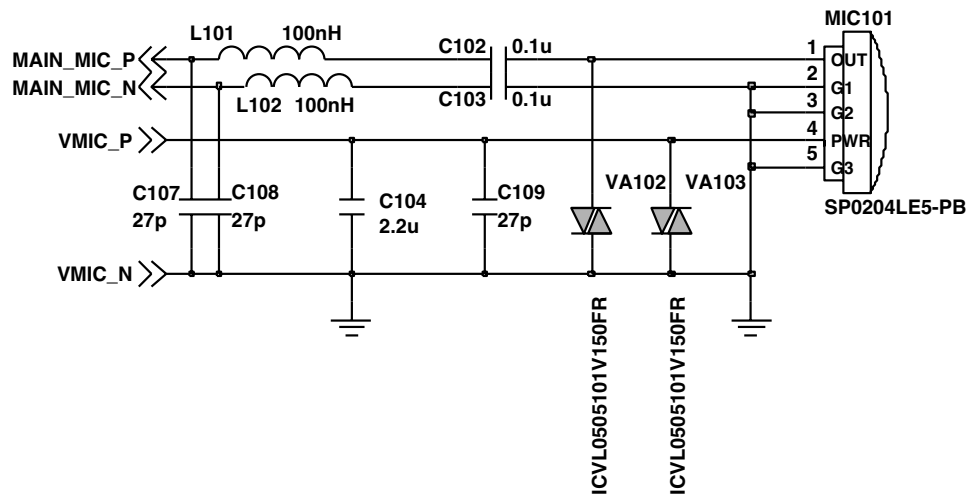 MIC101
L101 100nH
C102 0.1u
1 OUT
MAIN_MIC_P
2 G1
MAIN_MIC_N
L102 100nH
C103 0.1u
3 G2
VMIC_P
4 PWR
5 G3
C107 27p
C108 27p
C104 2.2u
C109 27p
VA102 VA103
SP0204LE5-PB
VMIC_N
ICVL0505101V150FR
ICVL0505101V150FR